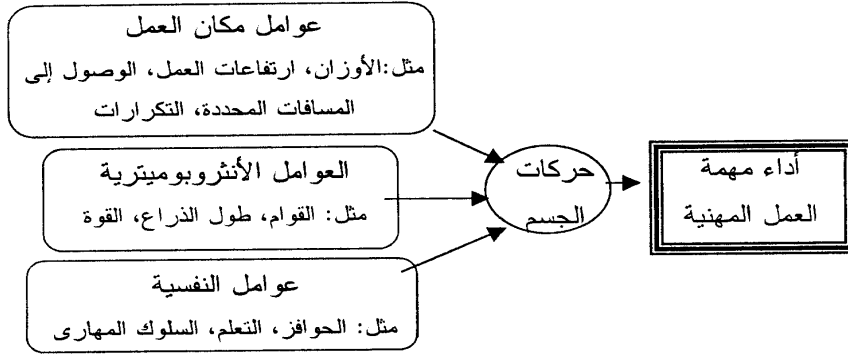 عوامل مكان العمل
مثل:الأوزان، ارتفاعات العمل، الوصول إلى
المسافات المحددة، التكرارات
العوامل الأنثروبوميترية
مثل: القوام، طول الذراع، القوة
عوامل النفسية
مثل: الحوافز، التعلم، السلوك المهارى
حركات
الجسم
أداء مهمة
العمل المهنية